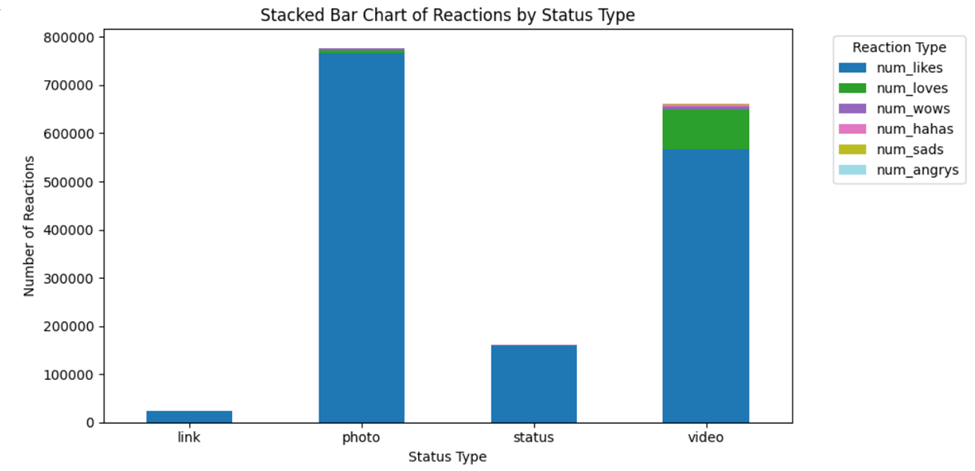 Stacked Bar Chart of Reactions by Status Type
Number of Reactions
800000
700000
600000
500000
400000
300000
200000
100000
0
link photo status video
Status Type
Reaction Type
num_likes
num_loves
num_wows
num_hahas
num_sads
num_angrys